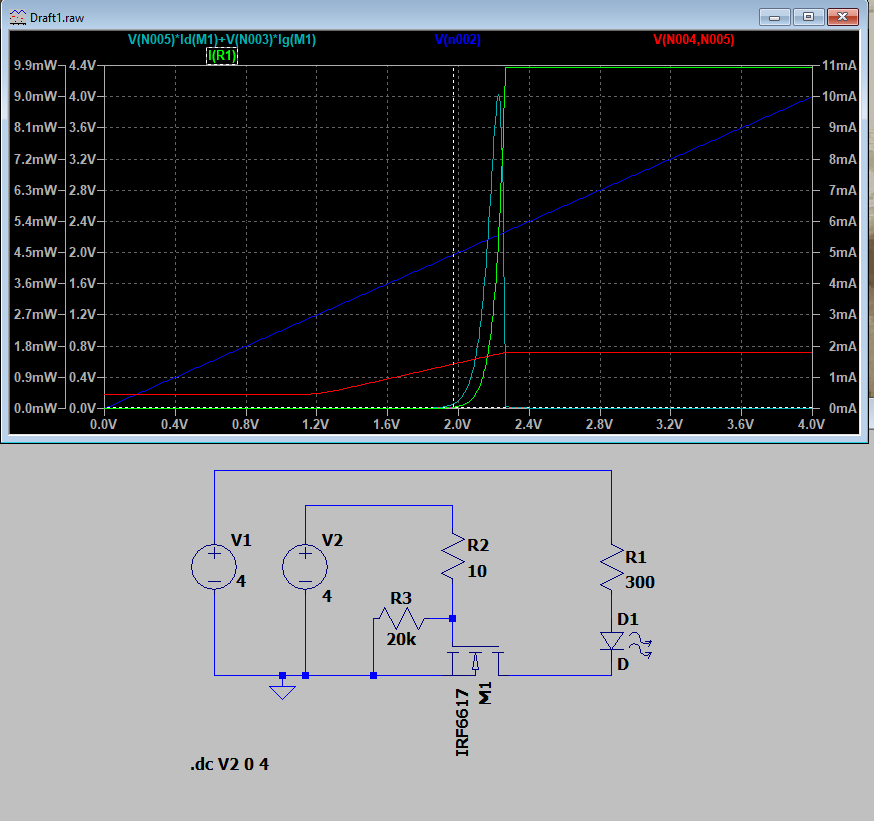 Draft1.raw
V(N005)*Id(M1)+V(N003)*Ig(M1) V(n002) V(N004,N005)
I(R1)
9.9mW 4.4V 11mA
9.0mW 4.0V 10mA
8.1mW 3.6V 9mA
7.2mW 3.2V 8mA
6.3mW 2.8V 7mA
5.4mW 2.4V 6mA
4.5mW 2.0V 5mA
3.6mW 1.6V 4mA
2.7mW 1.2V 3mA
1.8mW 0.8V 2mA
0.9mW 0.4V 1mA
0.0mW 0.0V 0mA
0.0V 0.4V 0.8V 1.2V 1.6V 2.0V 2.4V 2.8V 3.2V 3.6V 4.0V
V1
4
V2
4
R2
10
R1
300
R3
20k
D1
D
M1
IRF6617
.dc V2 0 4